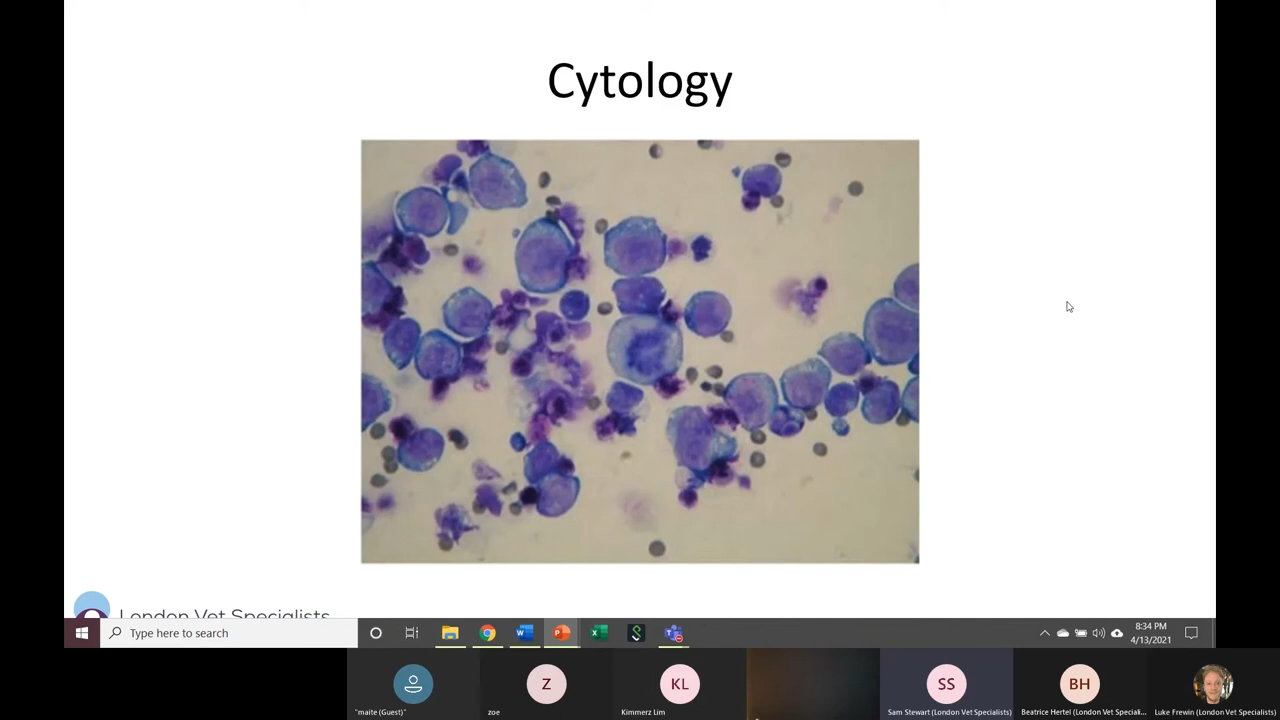 Cytology
London Vet Specialists
Type here to search
8:34 PM
4/13/2021
Z
KL
SS
BH
"maite (Guest)"
zoe
Kimmerz Lim
Sam Stewart (London Vet Specialists)
Beatrice Hertel (London Vet Speciali...
Luke Frewin (London Vet Specialists)